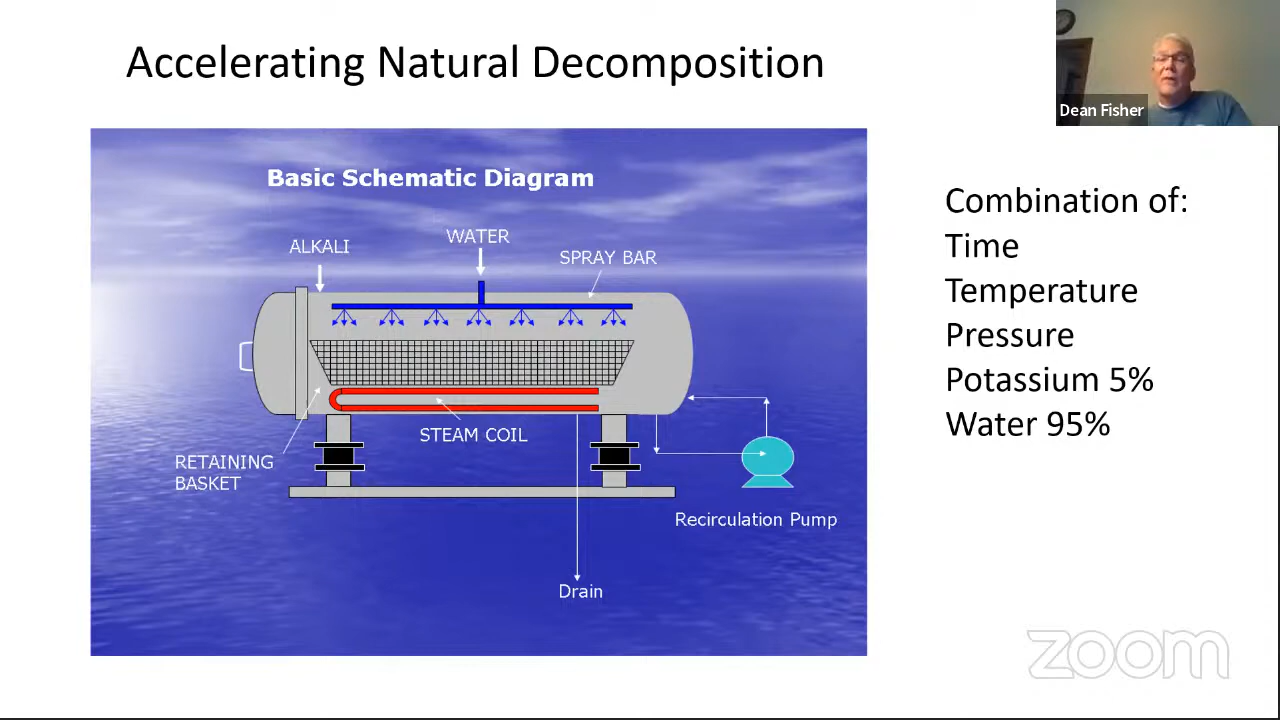 Accelerating Natural Decomposition
Dean Fisher
Basic Schematic Diagram
ALKALI
WATER
SPRAY BAR
STEAM COIL
RETAINING
BASKET
Recirculation Pump
Drain
Combination of:
Time
Temperature
Pressure
Potassium 5%
Water 95%
zoom